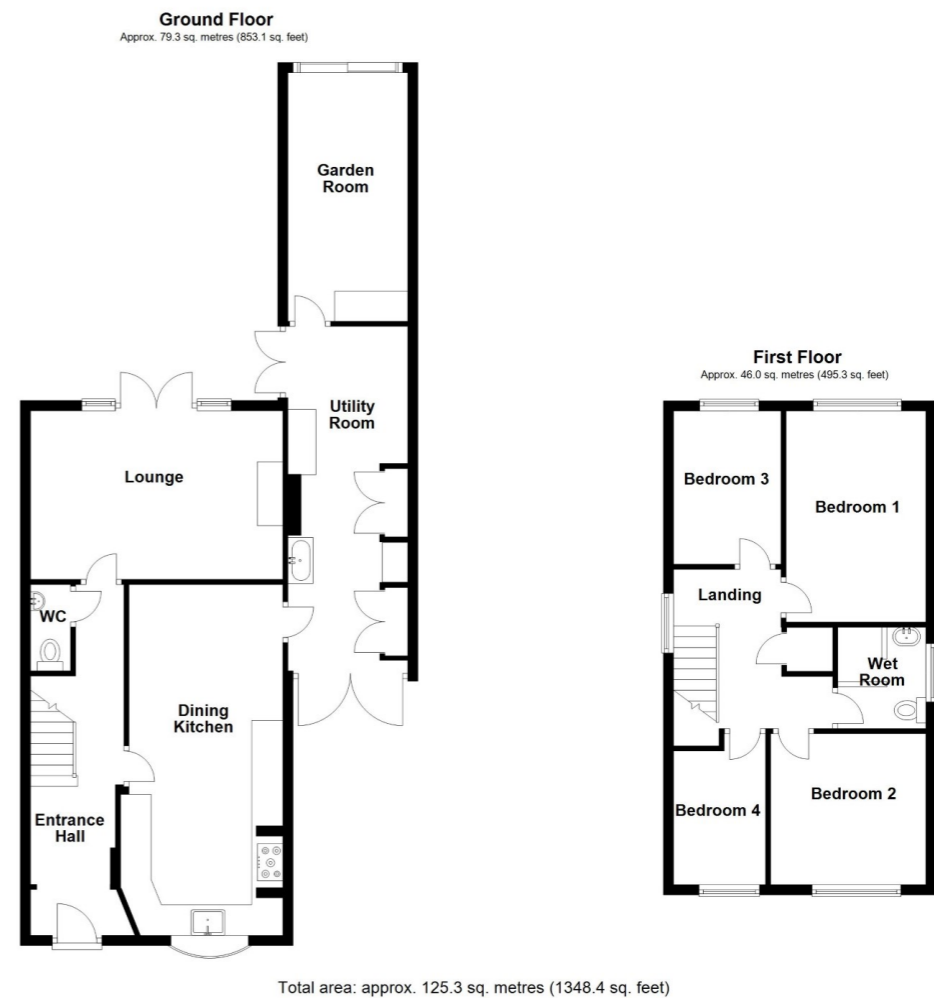 Ground Floor
Approx. 79.3 sq. metres (853.1 sq. feet)
Garden
Room
Utility
Room
Lounge
WC
Dining
Kitchen
Entrance
Hall
First Floor
Approx. 46.0 sq. metres (495.3 sq. feet)
Bedroom 3
Bedroom 1
Landing
Wet
Room
Bedroom 4
Bedroom 2
Total area: approx. 125.3 sq. metres (1348.4 sq. feet)